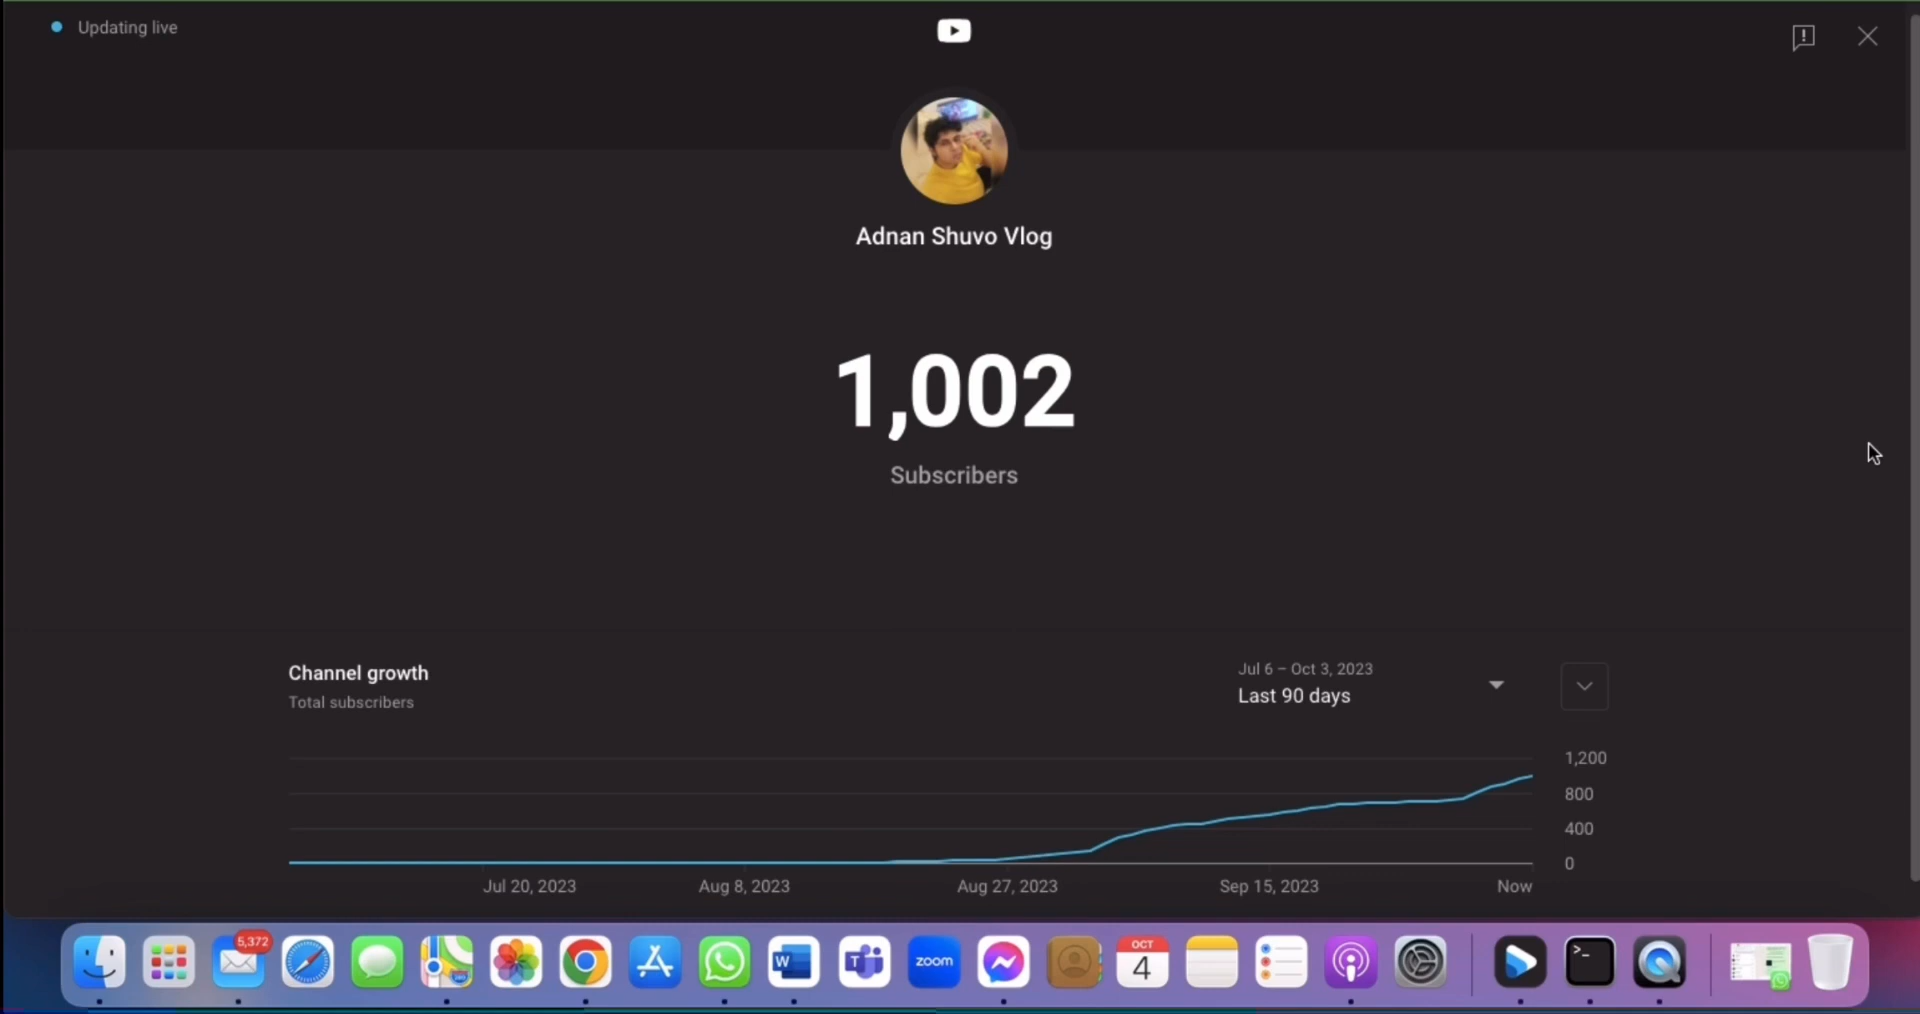 Updating live
Adnan Shuvo Vlog
1,002
Subscribers
Channel growth
Total subscribers
Jul 6 – Oct 3, 2023
Last 90 days
1,200
800
400
0
Jul 20, 2023
Aug 8, 2023
Aug 27, 2023
Sep 15, 2023
Now
5,372
W
T
zoom
OCT
4
>_